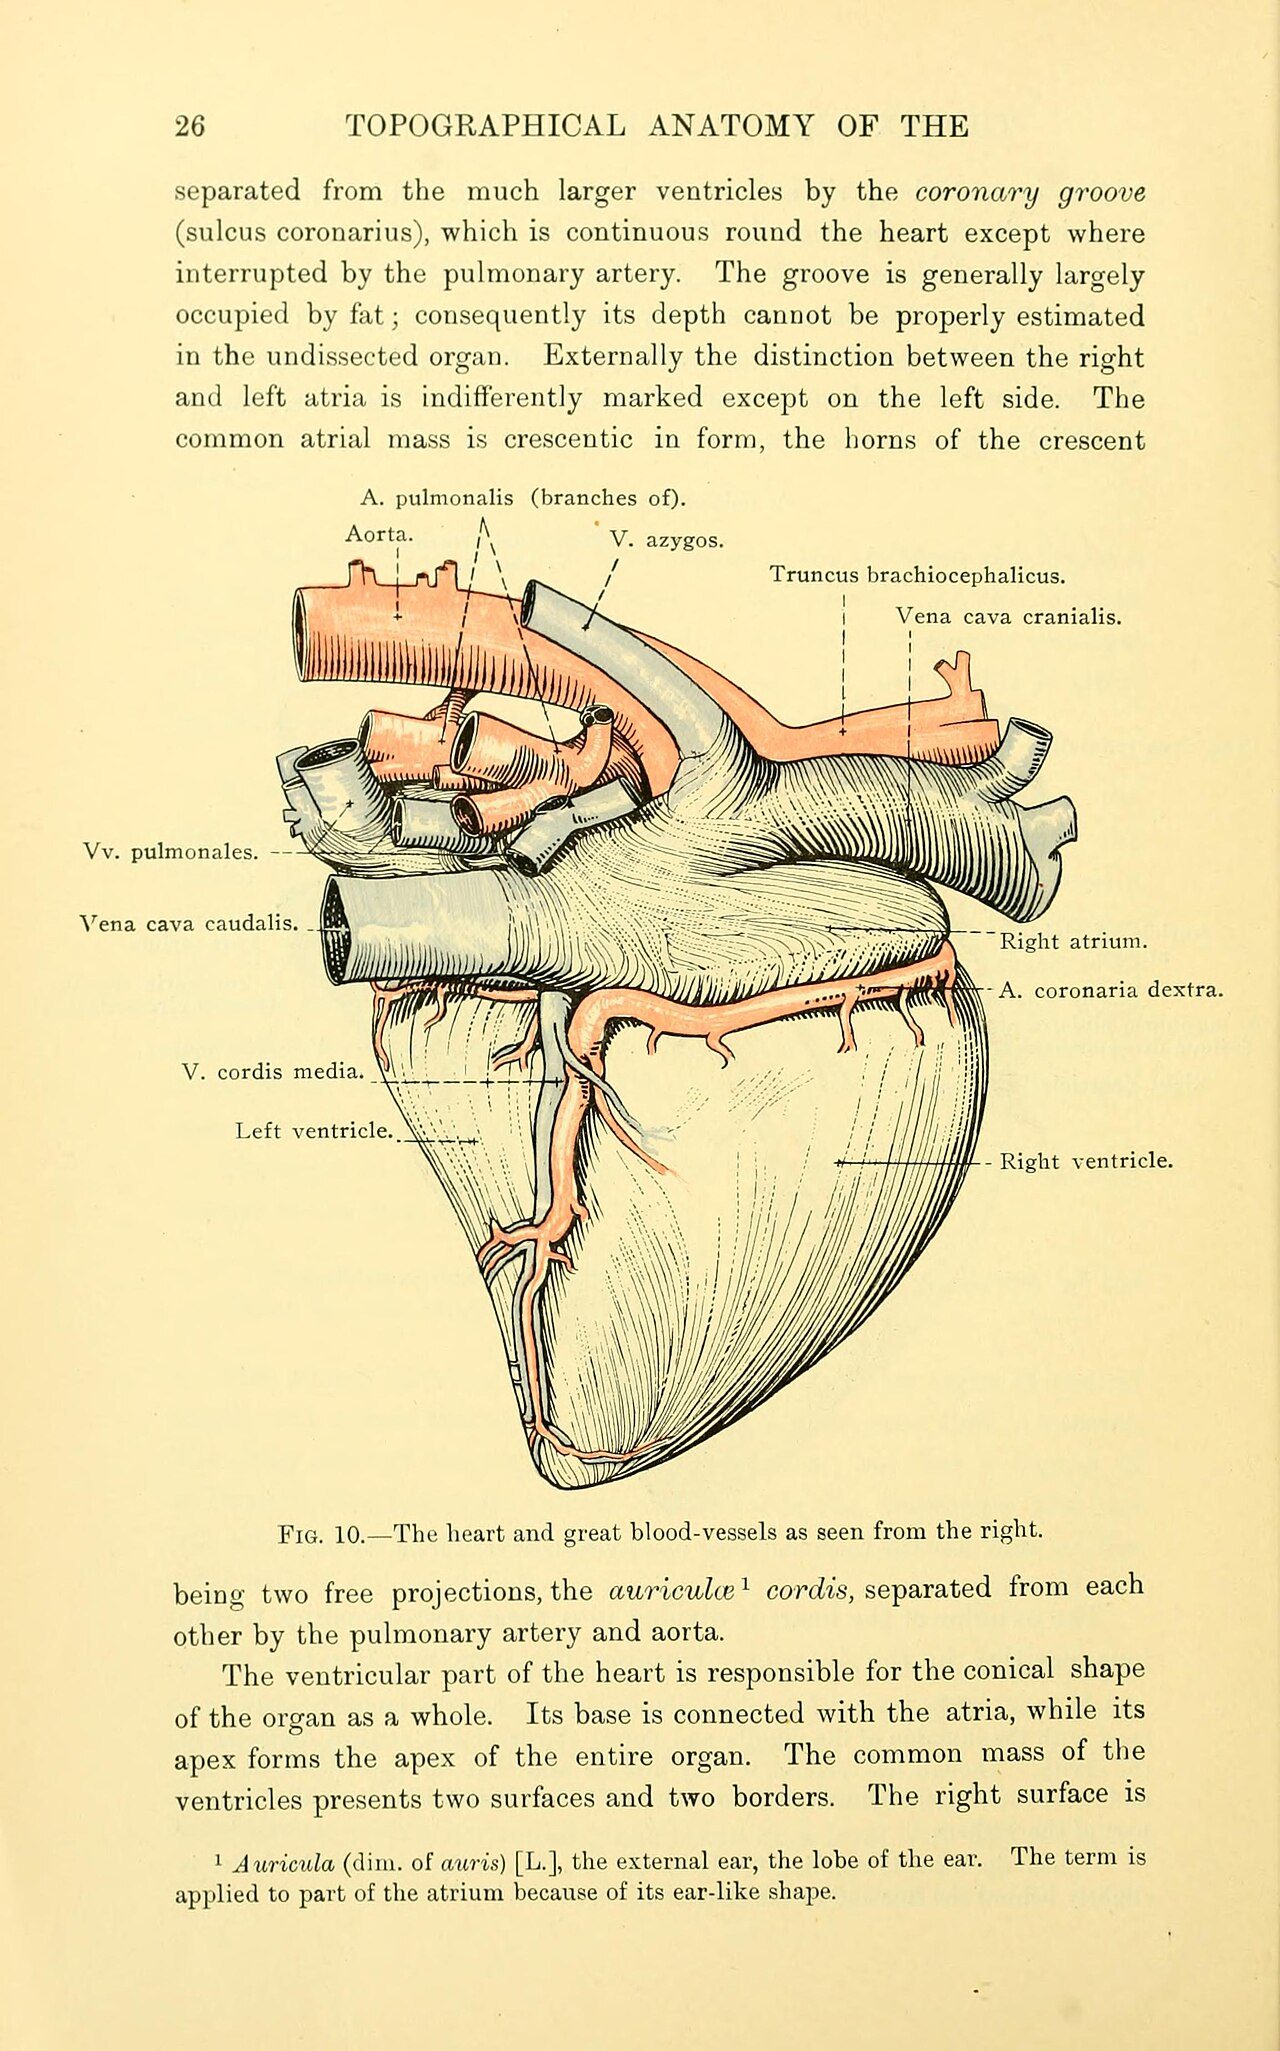 26 TOPOGRAPHICAL ANATOMY OF THE
separated from the much larger ventricles by the coronary groove
(sulcus coronarius), which is continuous round the heart except where
interrupted by the pulmonary artery. The groove is generally largely
occupied by fat; consequently its depth cannot be properly estimated
in the undissected organ. Externally the distinction between the right
and left atria is indifferently marked except on the left side. The
common atrial mass is crescentic in form, the horns of the crescent
A. pulmonalis (branches of).
Aorta.
V. azygos.
Truncus brachiocephalicus.
Vena cava cranialis.
Vv. pulmonales.
Vena cava caudalis.
Right atrium.
A. coronaria dextra.
V. cordis media.
Left ventricle.
Right ventricle.
FIG. 10.—The heart and great blood-vessels as seen from the right.
being two free projections, the auriculæ¹ cordis, separated from each
other by the pulmonary artery and aorta.
The ventricular part of the heart is responsible for the conical shape
of the organ as a whole. Its base is connected with the atria, while its
apex forms the apex of the entire organ. The common mass of the
ventricles presents two surfaces and two borders. The right surface is
¹ Auricula (dim. of auris) [L.], the external ear, the lobe of the ear. The term is
applied to part of the atrium because of its ear-like shape.